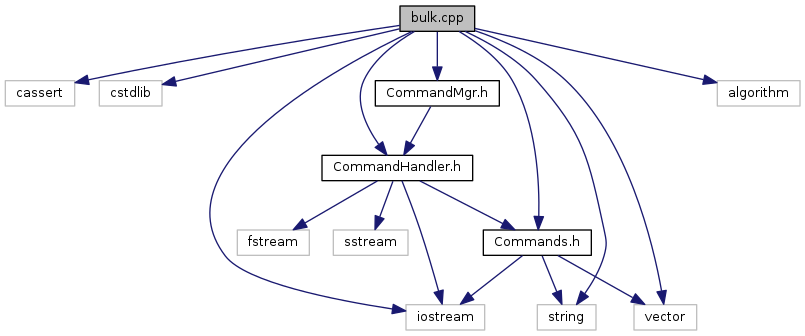 bulk.cpp
cassert
cstdlib
CommandMgr.h
algorithm
CommandHandler.h
fstream
sstream
Commands.h
iostream
string
vector